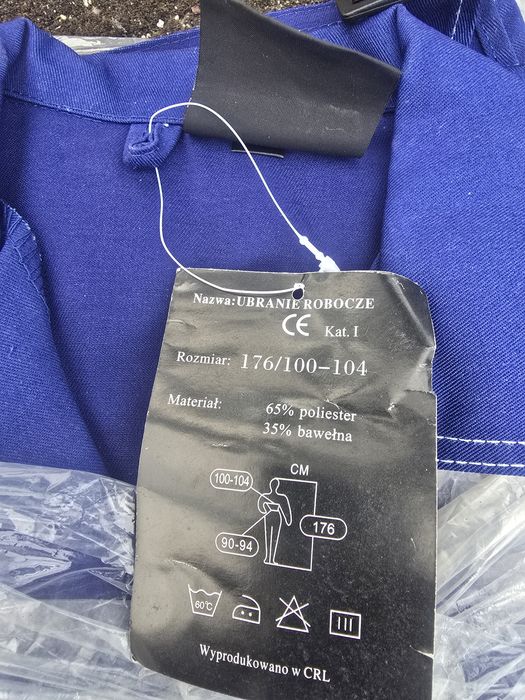 Nazwa:UBRANIE ROBOCZE
CE Kat. I
Rozmiar: 176/100-104
Materiał: 65% poliester
35% bawełna
CM
100-104
176
90-94
60°C
Wyprodukowano w CRL